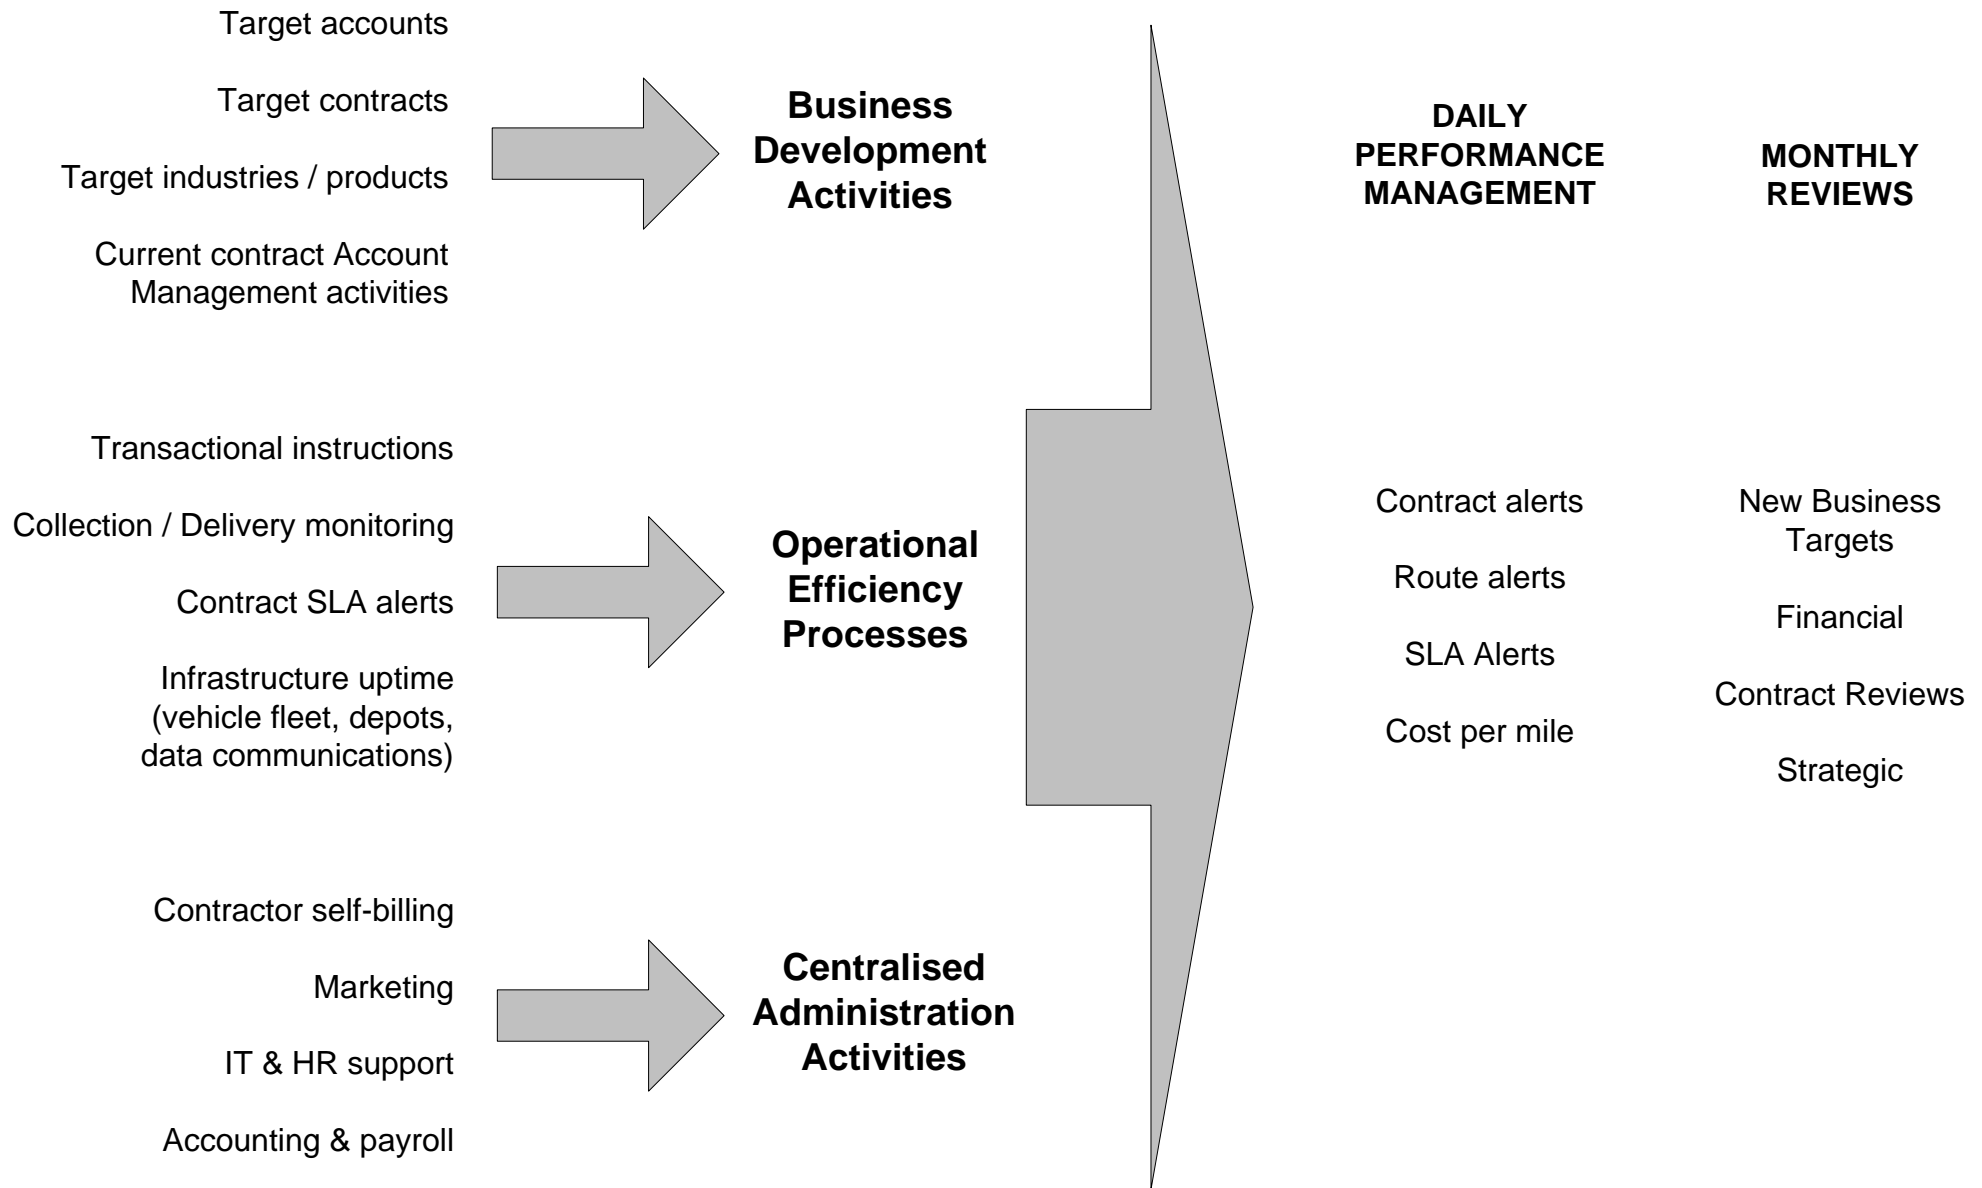 Target accounts
Target contracts
Target industries / products
Current contract Account
Management activities
Business
Development
Activities
Transactional instructions
Collection / Delivery monitoring
Contract SLA alerts
Infrastructure uptime
(vehicle fleet, depots,
data communications)
Operational
Efficiency
Processes
Contractor self-billing
Marketing
IT & HR support
Accounting & payroll
Centralised
Administration
Activities
DAILY
PERFORMANCE
MANAGEMENT
Contract alerts
Route alerts
SLA Alerts
Cost per mile
MONTHLY
REVIEWS
New Business
Targets
Financial
Contract Reviews
Strategic